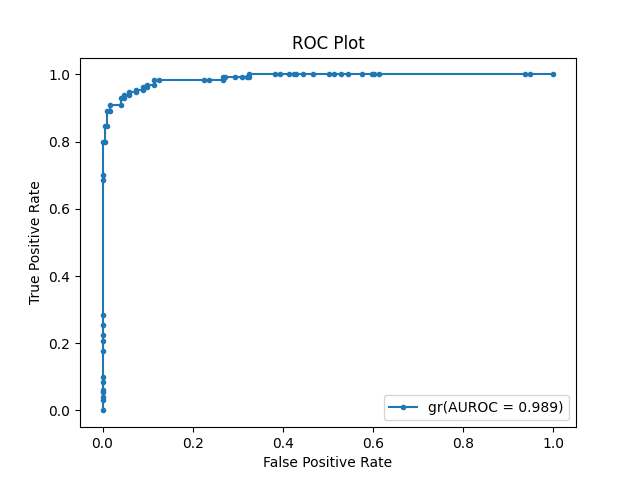 ROC Plot
True Positive Rate
1.0
0.8
0.6
0.4
0.2
0.0
0.0 0.2 0.4 0.6 0.8 1.0
False Positive Rate
gr(AUROC = 0.989)